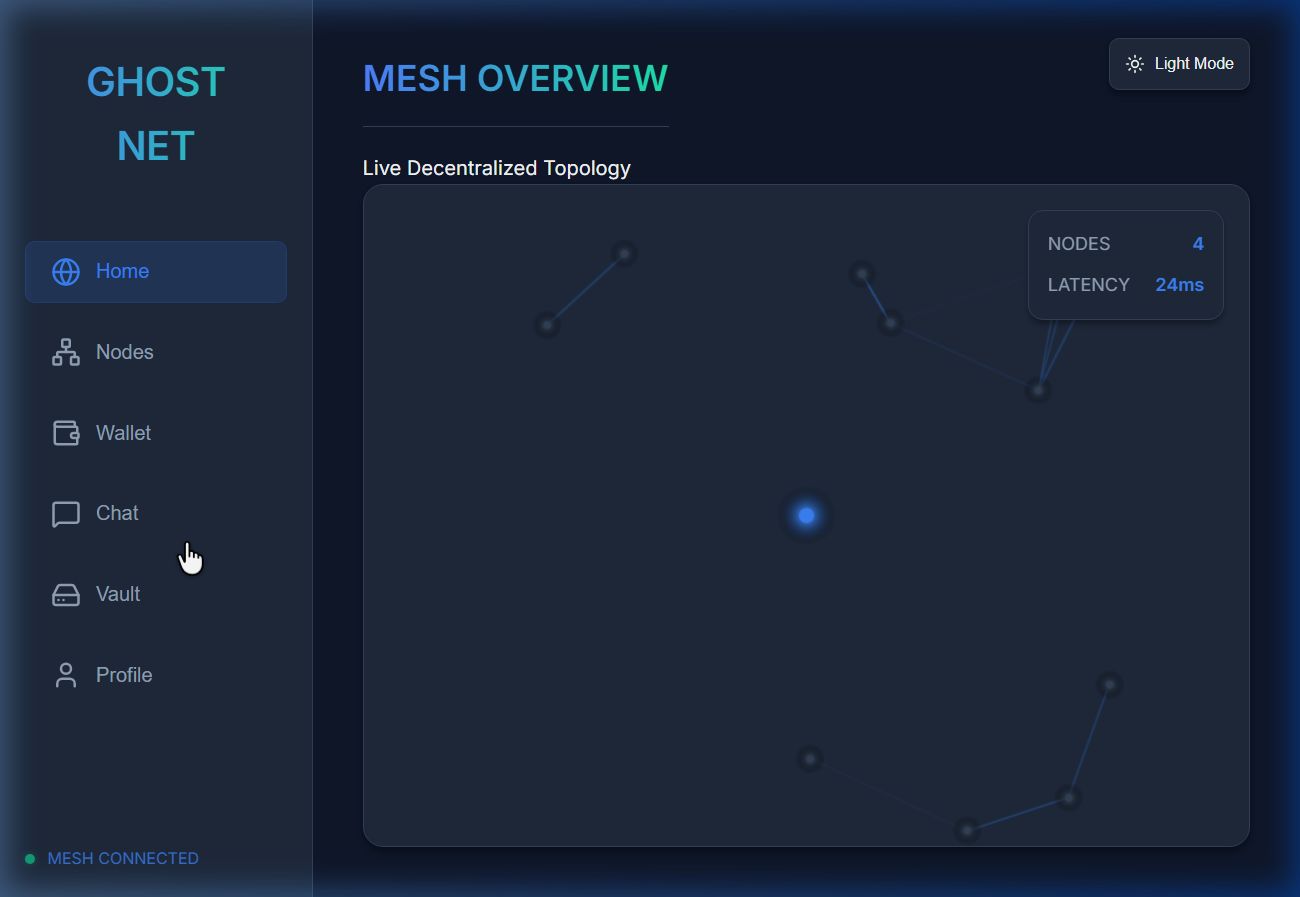 GHOST
NET
Home
Nodes
Wallet
Chat
Vault
Profile
MESH CONNECTED
MESH OVERVIEW
Light Mode
Live Decentralized Topology
NODES 4
LATENCY 24ms